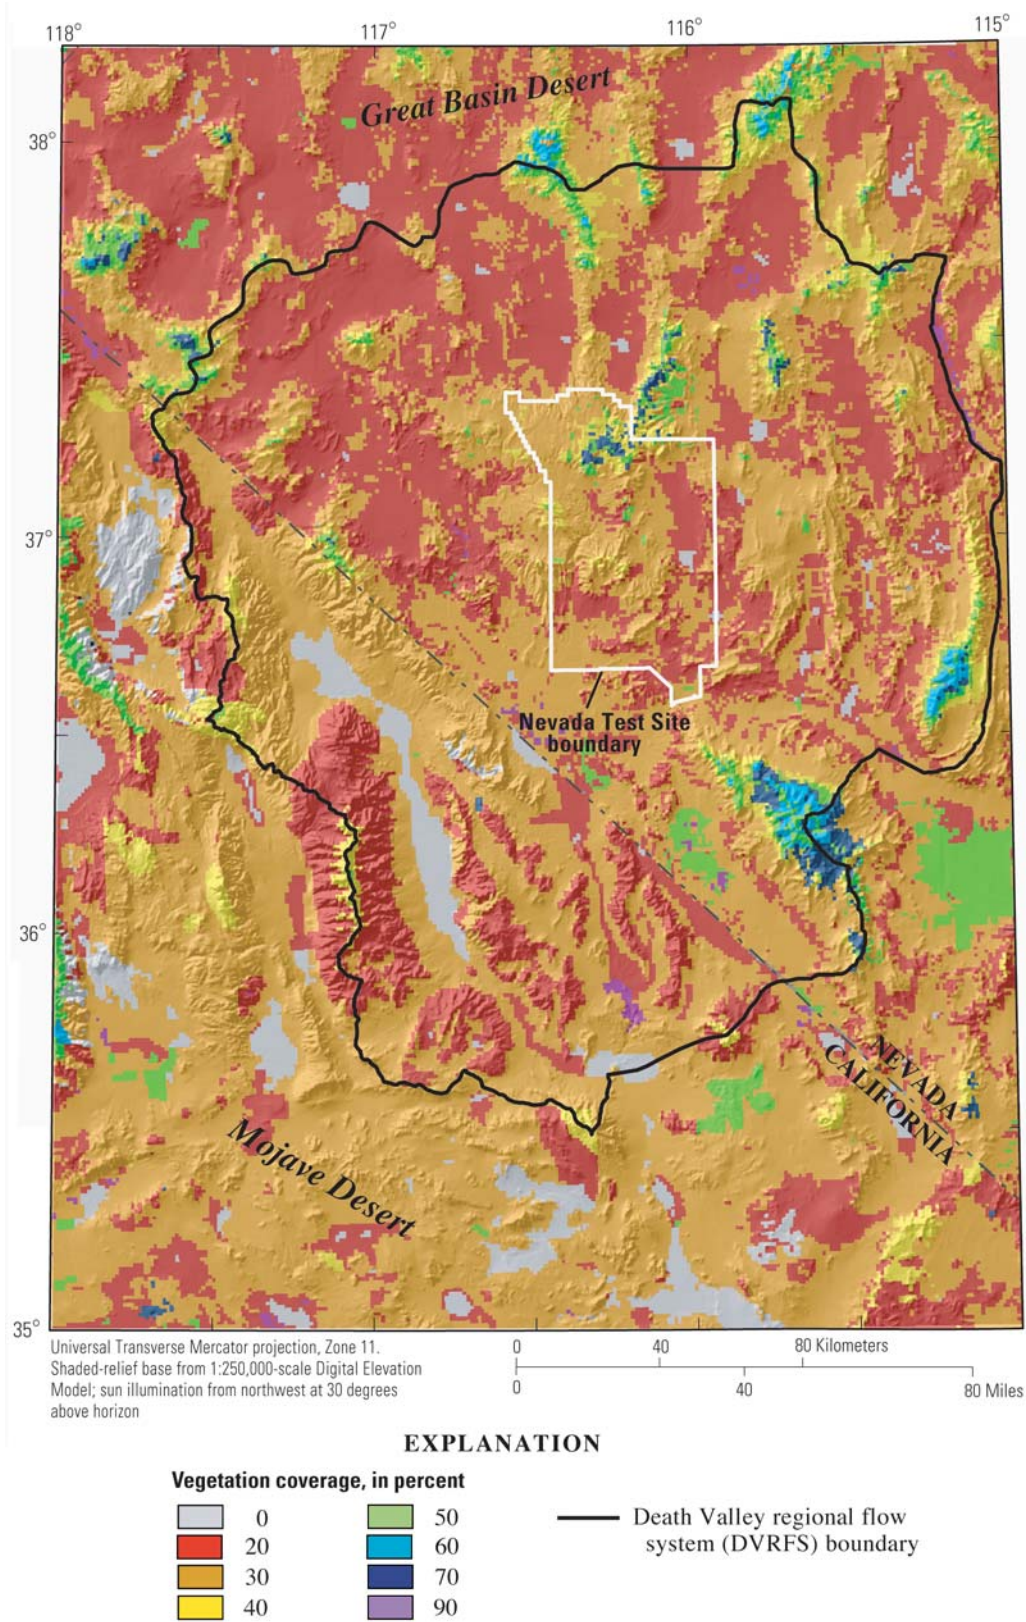 118°
117°
116°
115°
Great Basin Desert
38°
37°
Nevada Test Site
boundary
36°
NEVADA
CALIFORNIA
Mojave Desert
35°
Universal Transverse Mercator projection, Zone 11.
Shaded-relief base from 1:250,000-scale Digital Elevation
Model; sun illumination from northwest at 30 degrees
above horizon
0 40 80 Kilometers
0 40 80 Miles
EXPLANATION
Vegetation coverage, in percent
0
20
30
40
50
60
70
90
Death Valley regional flow
system (DVRFS) boundary